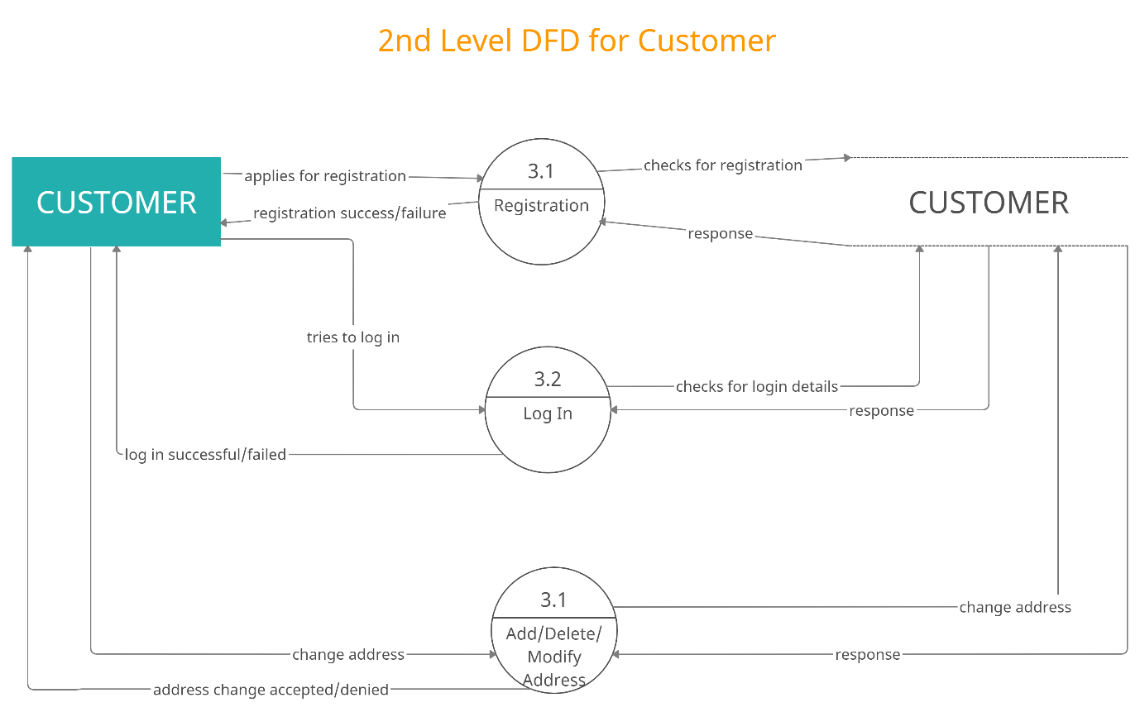 2nd Level DFD for Customer
CUSTOMER
applies for registration
registration success/failure
3.1
Registration
checks for registration
response
CUSTOMER
tries to log in
3.2
Log In
checks for login details
response
log in successful/failed
3.1
Add/Delete/
Modify
Address
change address
change address
response
address change accepted/denied